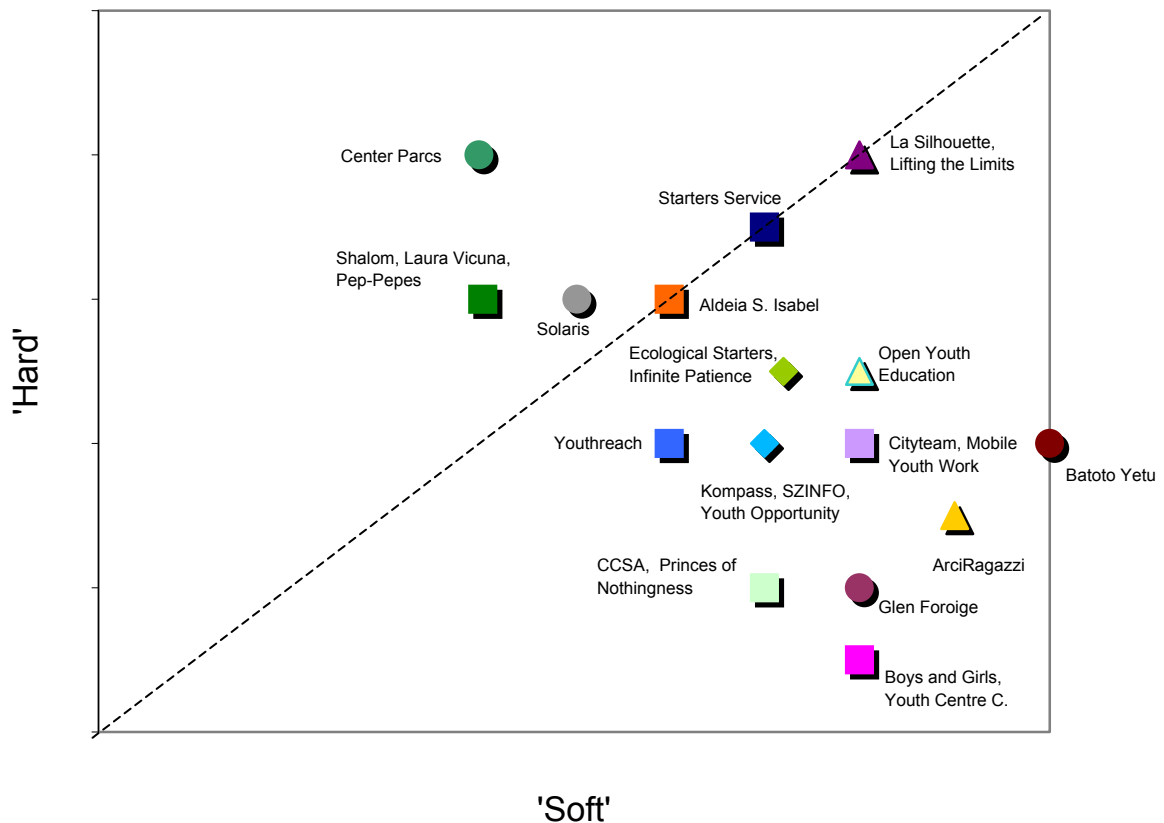 La Silhouette,
Lifting the Limits
Center Parcs
Starters Service
Shalom, Laura Vicuna,
Pep-Pepes
Aldeia S. Isabel
Solaris
'Hard'
Ecological Starters,
Infinite Patience
Open Youth
Education
Youthreach
Cityteam, Mobile
Youth Work
Batoto Yetu
Kompass, SZINFO,
Youth Opportunity
CCSA,  Princes of
Nothingness
ArciRagazzi
Glen Foroige
Boys and Girls,
Youth Centre C.
'Soft'